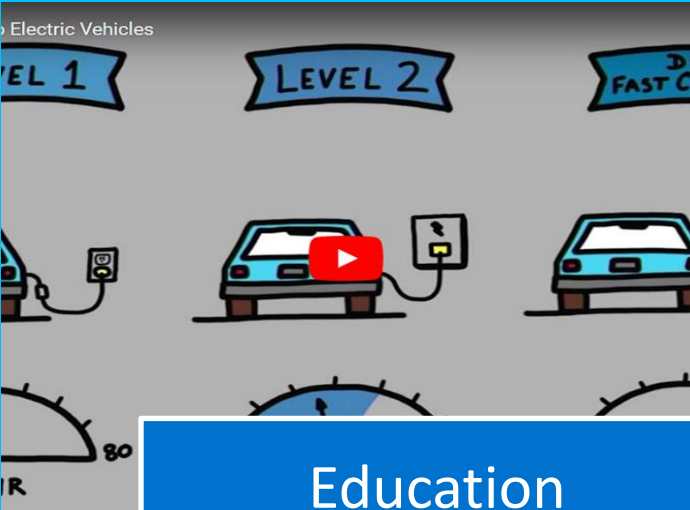 Electric Vehicles
EL 1
LEVEL 2
D
FAST C
80
R
Education